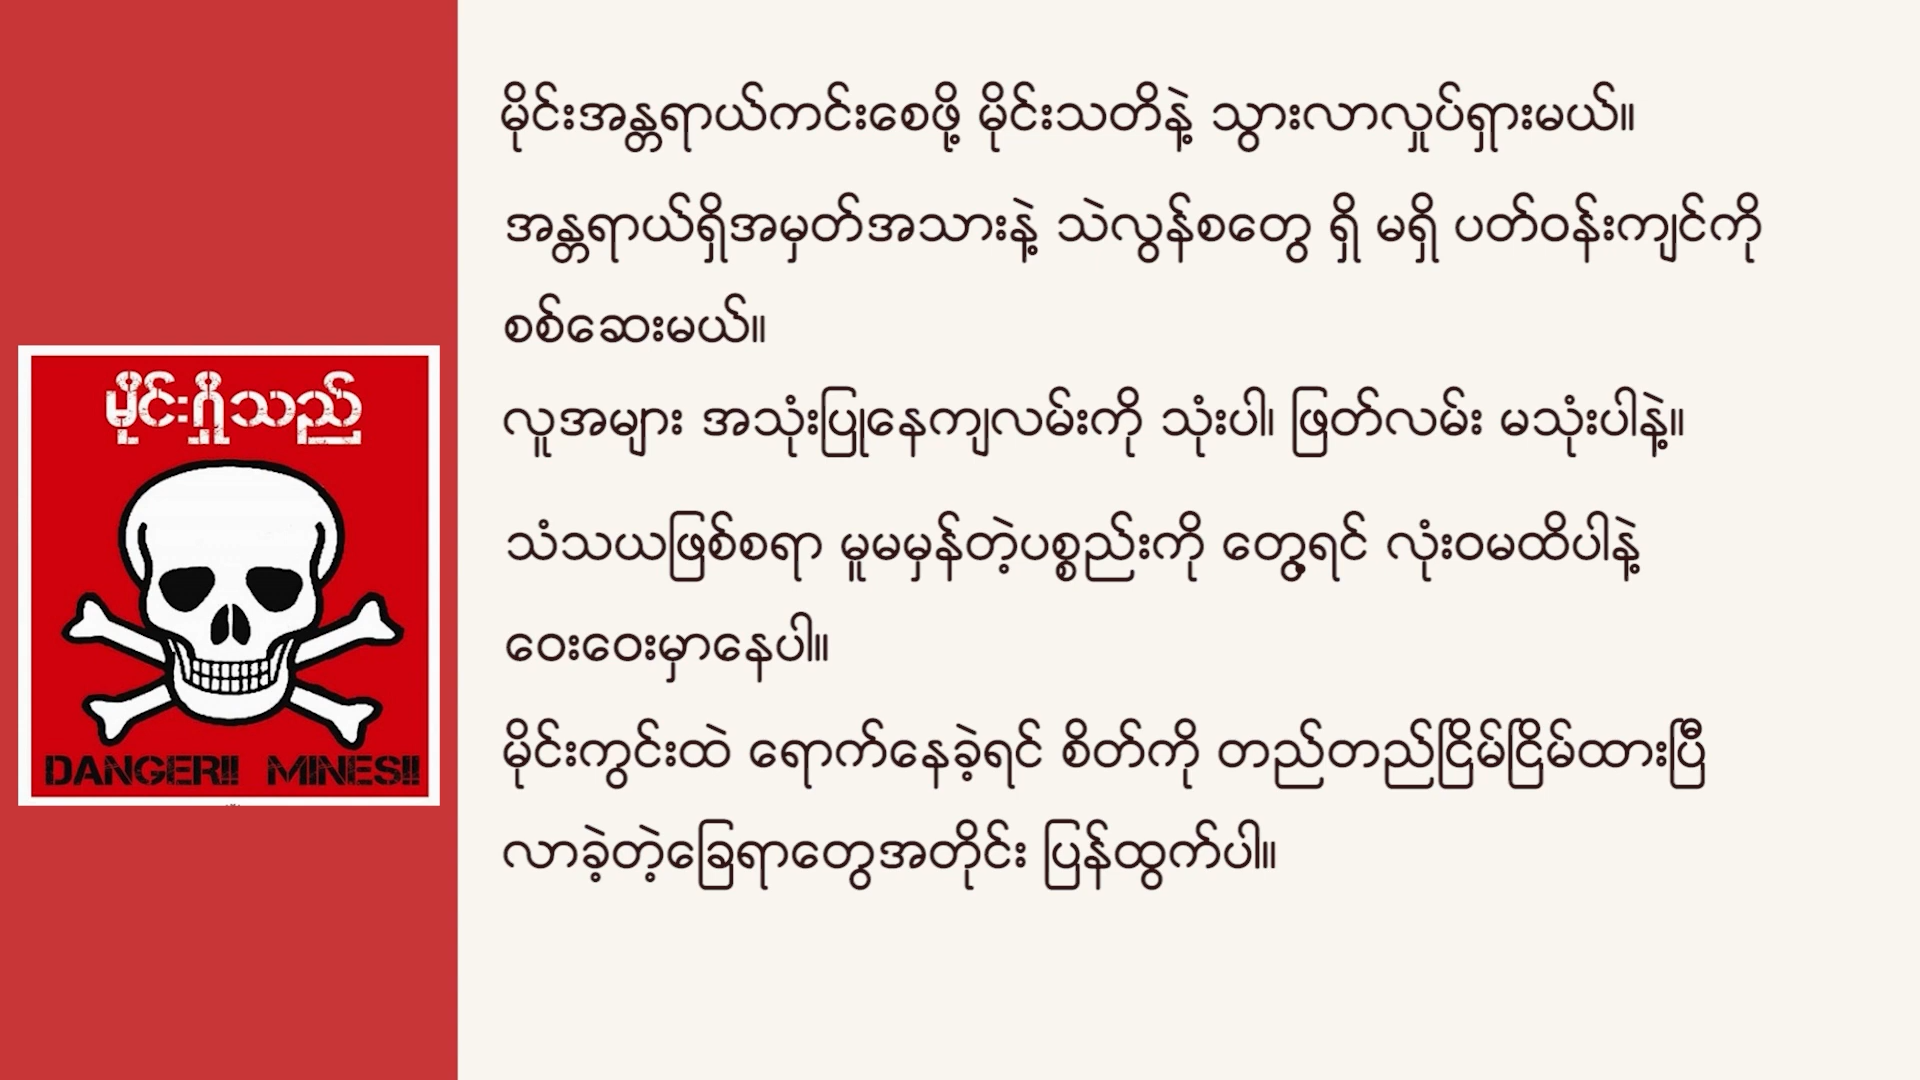 မိုင်းရှိသည်
DANGER!! MINES!!
မိုင်းအန္တရာယ်ကင်းစေဖို့ မိုင်းသတိနဲ့ သွားလာလှုပ်ရှားမယ်။
အန္တရာယ်ရှိအမှတ်အသားနဲ့ သဲလွန်စတွေ ရှိ မရှိ ပတ်ဝန်းကျင်ကို
စစ်ဆေးမယ်။
လူအများ အသုံးပြုနေကျလမ်းကို သုံးပါ၊ ဖြတ်လမ်း မသုံးပါနဲ့။
သံသယဖြစ်စရာ မူမမှန်တဲ့ပစ္စည်းကို တွေ့ရင် လုံးဝမထိပါနဲ့
ဝေးဝေးမှာနေပါ။
မိုင်းကွင်းထဲ ရောက်နေခဲ့ရင် စိတ်ကို တည်တည်ငြိမ်ငြိမ်ထားပြီ
လာခဲ့တဲ့ခြေရာတွေအတိုင်း ပြန်ထွက်ပါ။